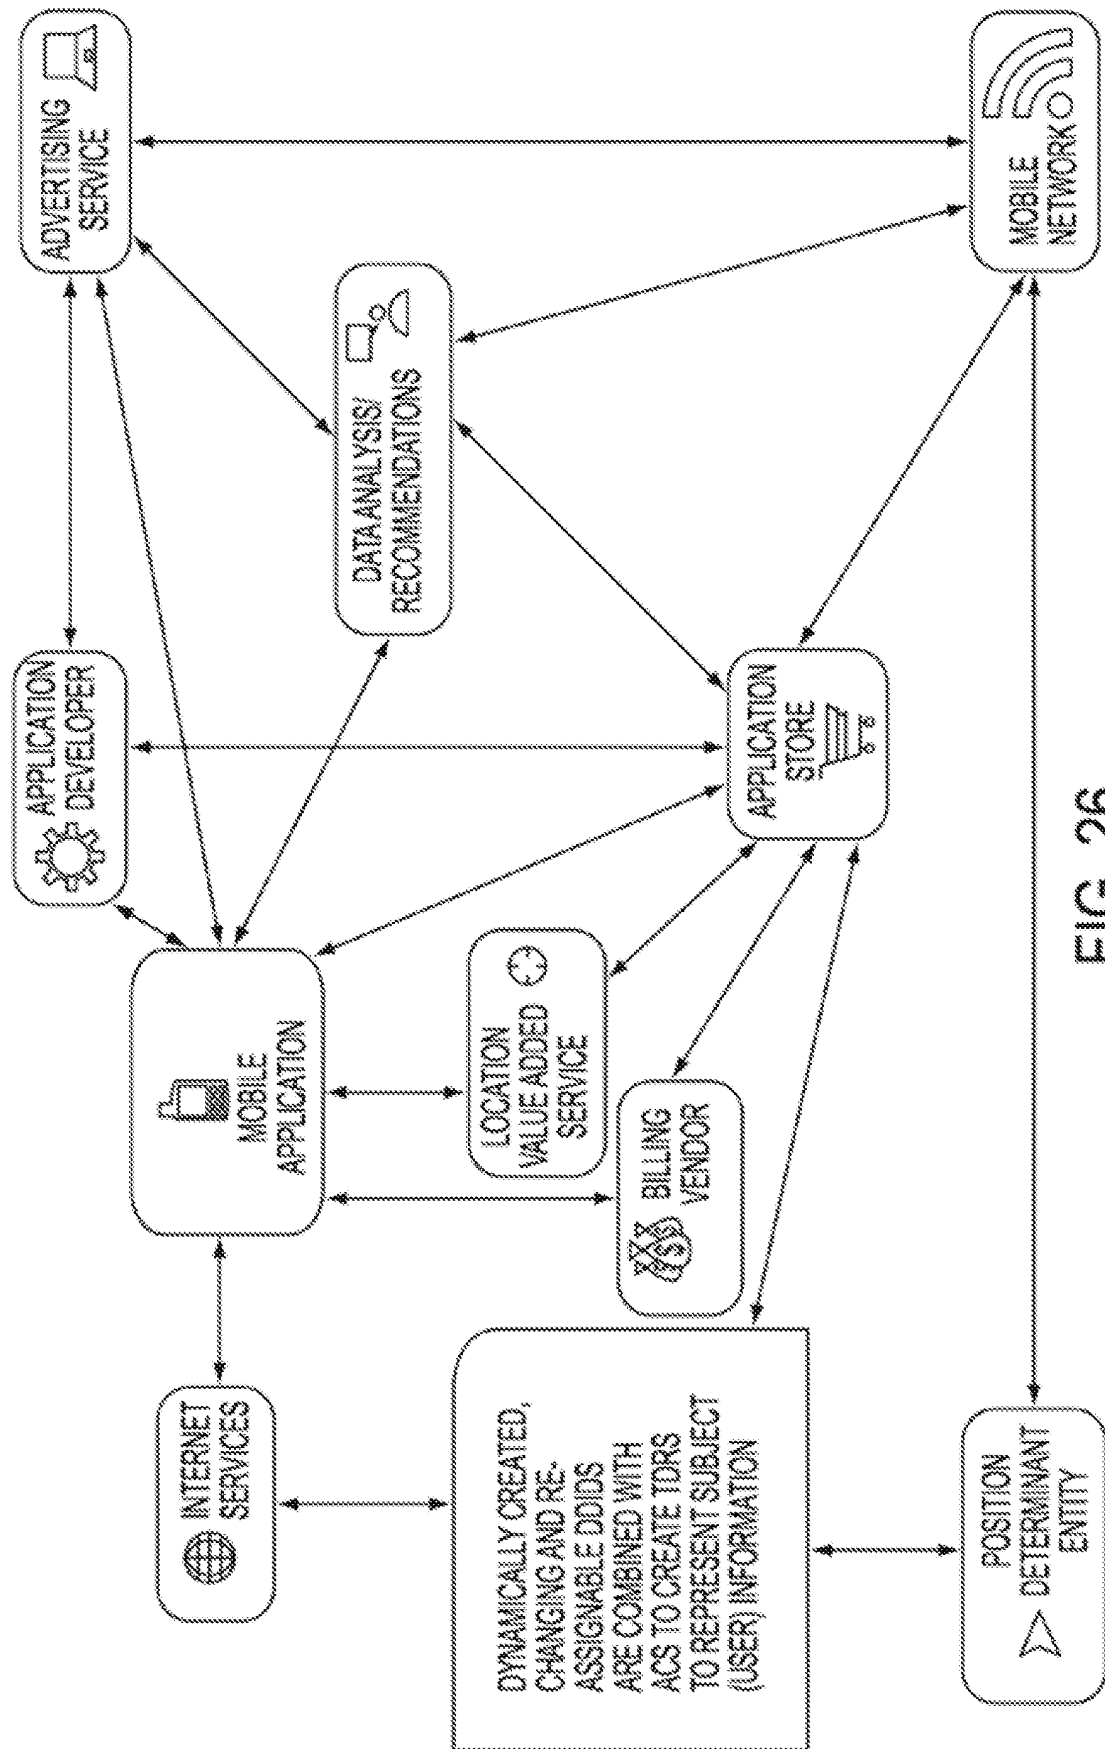 INTERNET
SERVICES
MOBILE
APPLICATION
APPLICATION
DEVELOPER
ADVERTISING
SERVICE
DATA ANALYSIS/
RECOMMENDATIONS
LOCATION
VALUE ADDED
SERVICE
DYNAMICALLY CREATED,
CHANGING AND RE-
ASSIGNABLE DDIDS
ARE COMBINED WITH
ACS TO CREATE TDRS
TO REPRESENT SUBJECT
(USER) INFORMATION
BILLING
VENDOR
APPLICATION
STORE
POSITION
DETERMINANT
ENTITY
MOBILE
NETWORK
FIG. 26